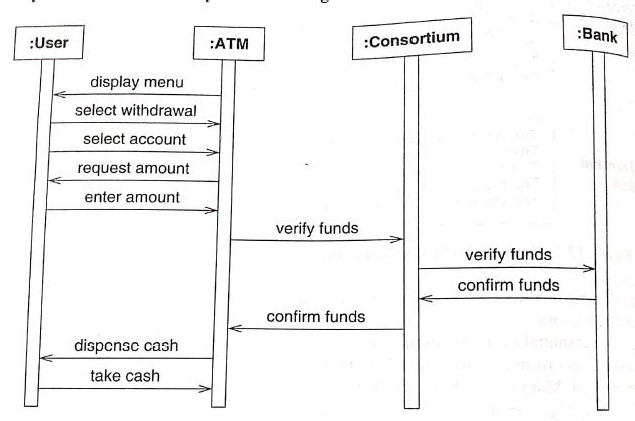 :User
:ATM
:Consortium
:Bank
display menu
select withdrawal
select account
request amount
enter amount
verify funds
verify funds
confirm funds
confirm funds
dispense cash
take cash